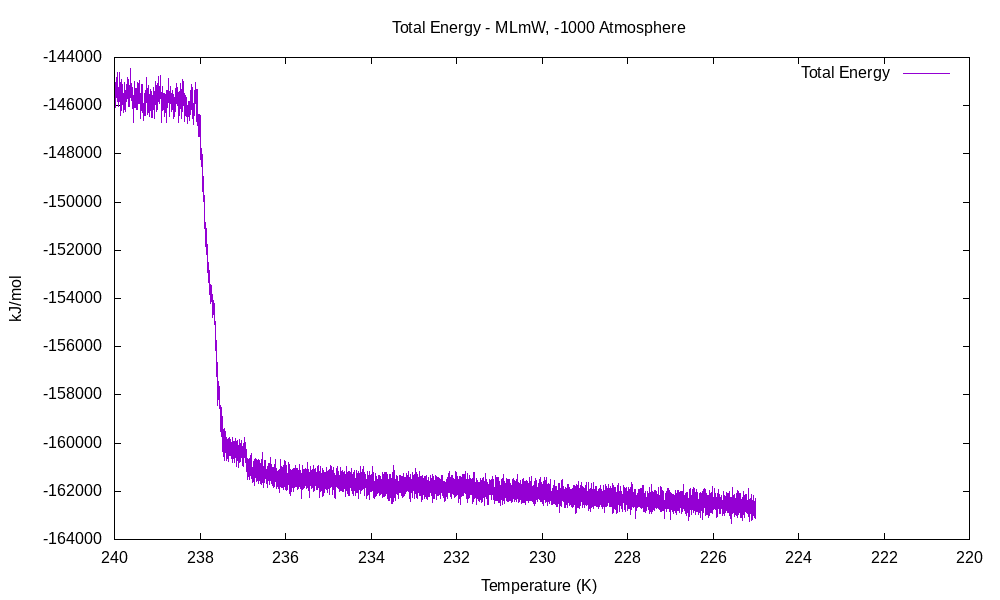 Total Energy - MLmW, -1000 Atmosphere
Total Energy
-144000
-146000
-148000
-150000
-152000
-154000
-156000
-158000
-160000
-162000
-164000
kJ/mol
240 238 236 234 232 230 228 226 224 222 220
Temperature (K)